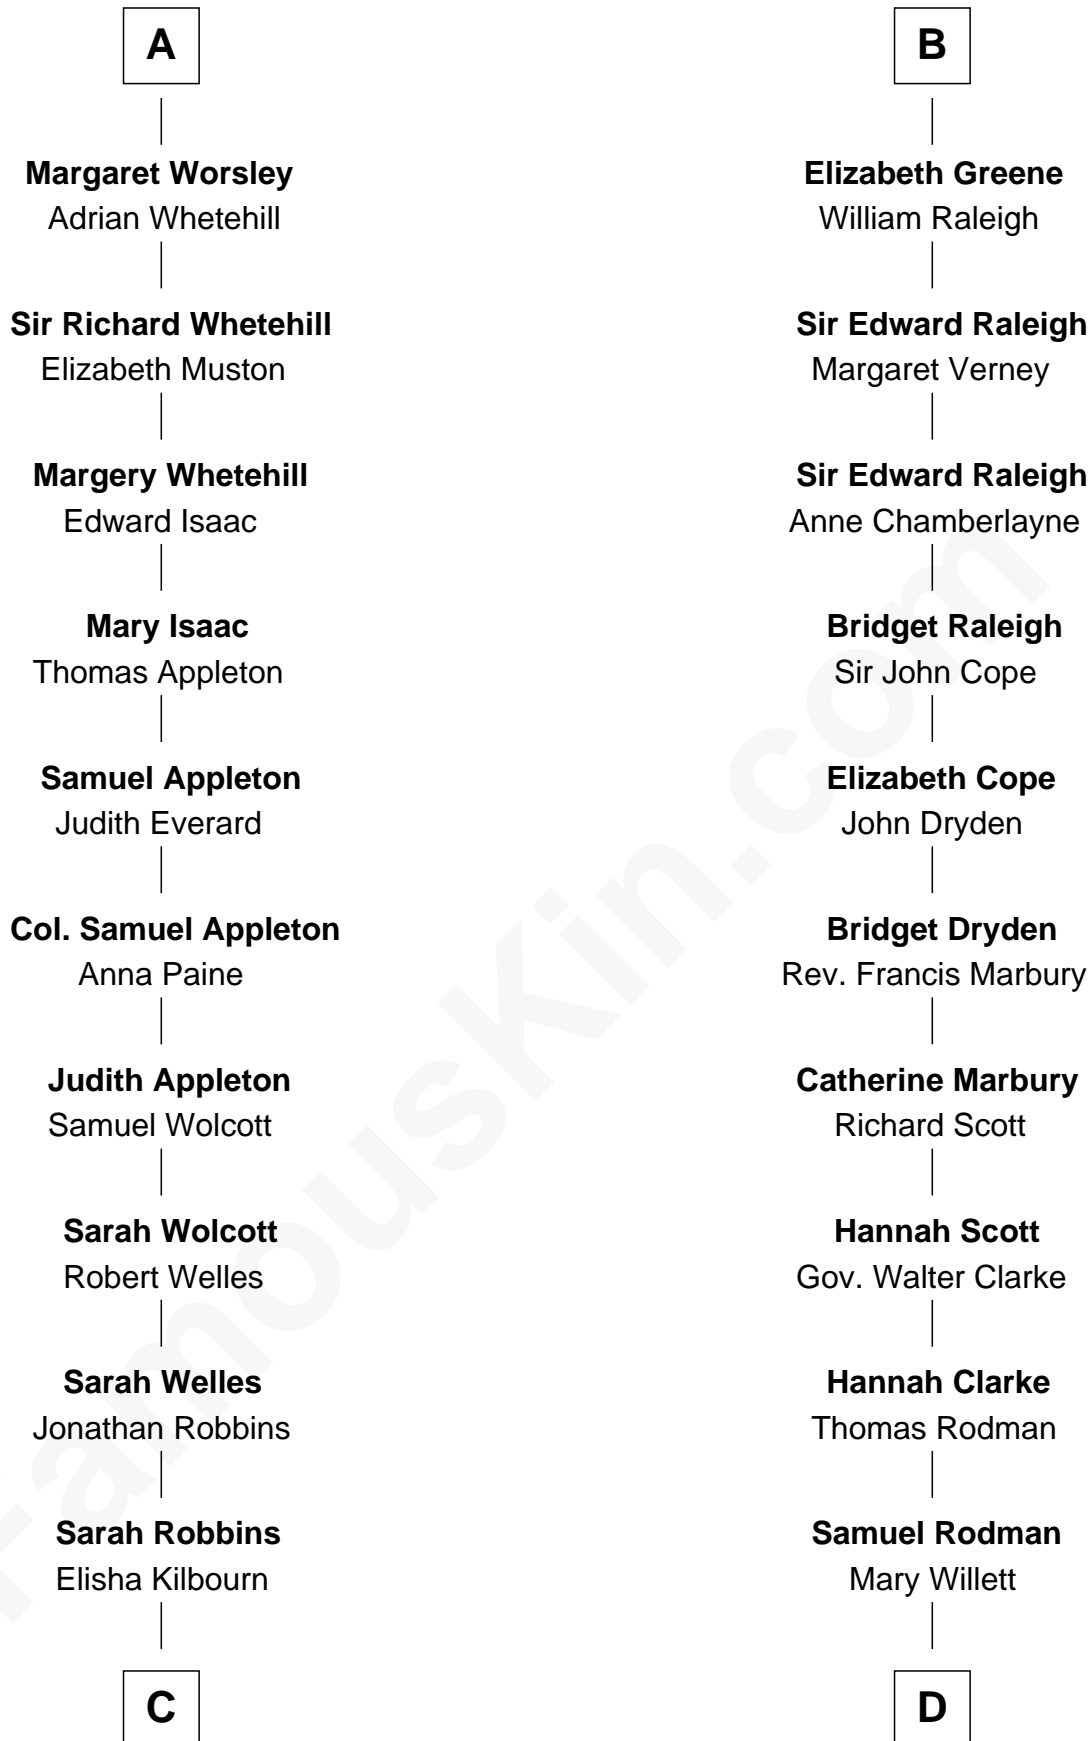 A
Margaret Worsley
Adrian Whetehill
Sir Richard Whetehill
Elizabeth Muston
Margery Whetehill
Edward Isaac
Mary Isaac
Thomas Appleton
Samuel Appleton
Judith Everard
Col. Samuel Appleton
Anna Paine
Judith Appleton
Samuel Wolcott
Sarah Wolcott
Robert Welles
Sarah Welles
Jonathan Robbins
Sarah Robbins
Elisha Kilbourn
C
B
Elizabeth Greene
William Raleigh
Sir Edward Raleigh
Margaret Verney
Sir Edward Raleigh
Anne Chamberlayne
Bridget Raleigh
Sir John Cope
Elizabeth Cope
John Dryden
Bridget Dryden
Rev. Francis Marbury
Catherine Marbury
Richard Scott
Hannah Scott
Gov. Walter Clarke
Hannah Clarke
Thomas Rodman
Samuel Rodman
Mary Willett
D
FamousKin.com